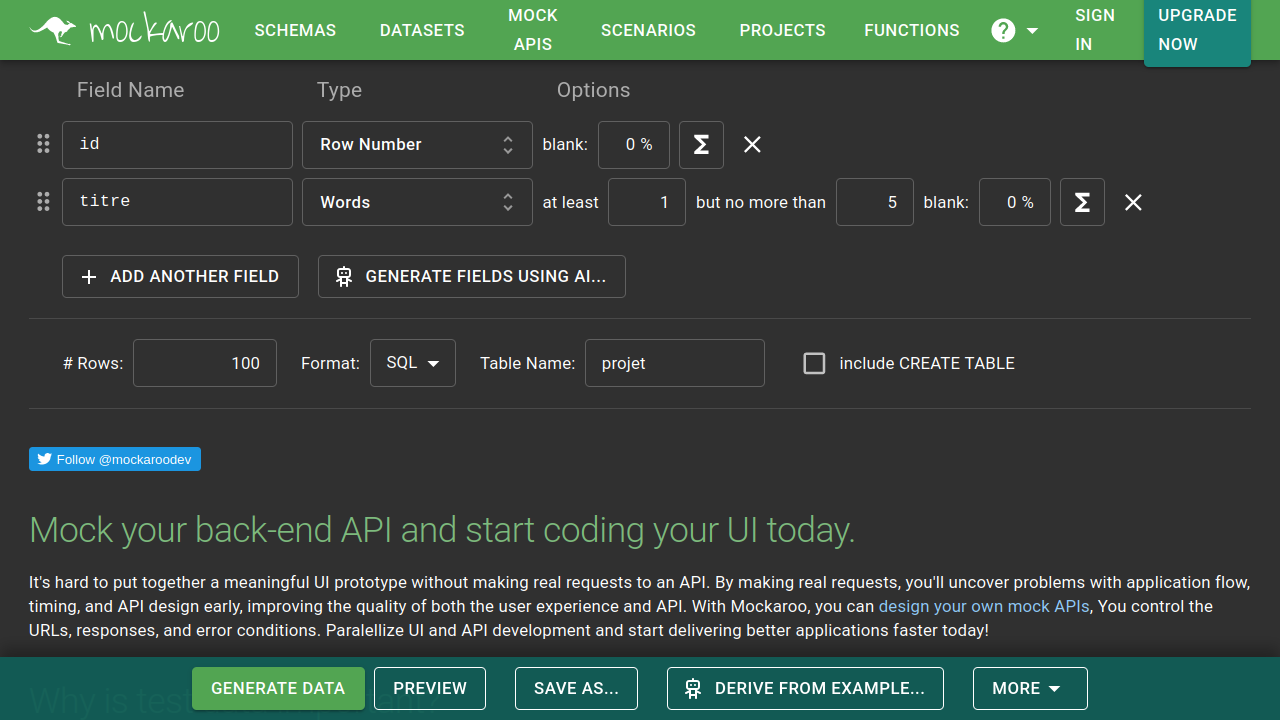 mockaroo SCHEMAS DATASETS MOCK APIS SCENARIOS PROJECTS FUNCTIONS SIGN IN UPGRADE NOW
Field Name Type Options
id Row Number blank: 0 % Σ
titre Words at least 1 but no more than 5 blank: 0 % Σ
ADD ANOTHER FIELD GENERATE FIELDS USING AI...
# Rows: 100 Format: SQL Table Name: projet include CREATE TABLE
Follow @mockaroodev
Mock your back-end API and start coding your UI today.
It's hard to put together a meaningful UI prototype without making real requests to an API. By making real requests, you'll uncover problems with application flow,
timing, and API design early, improving the quality of both the user experience and API. With Mockaroo, you can design your own mock APIs, You control the
URLs, responses, and error conditions. Paralellize UI and API development and start delivering better applications faster today!
Why is test
GENERATE DATA PREVIEW SAVE AS... DERIVE FROM EXAMPLE... MORE